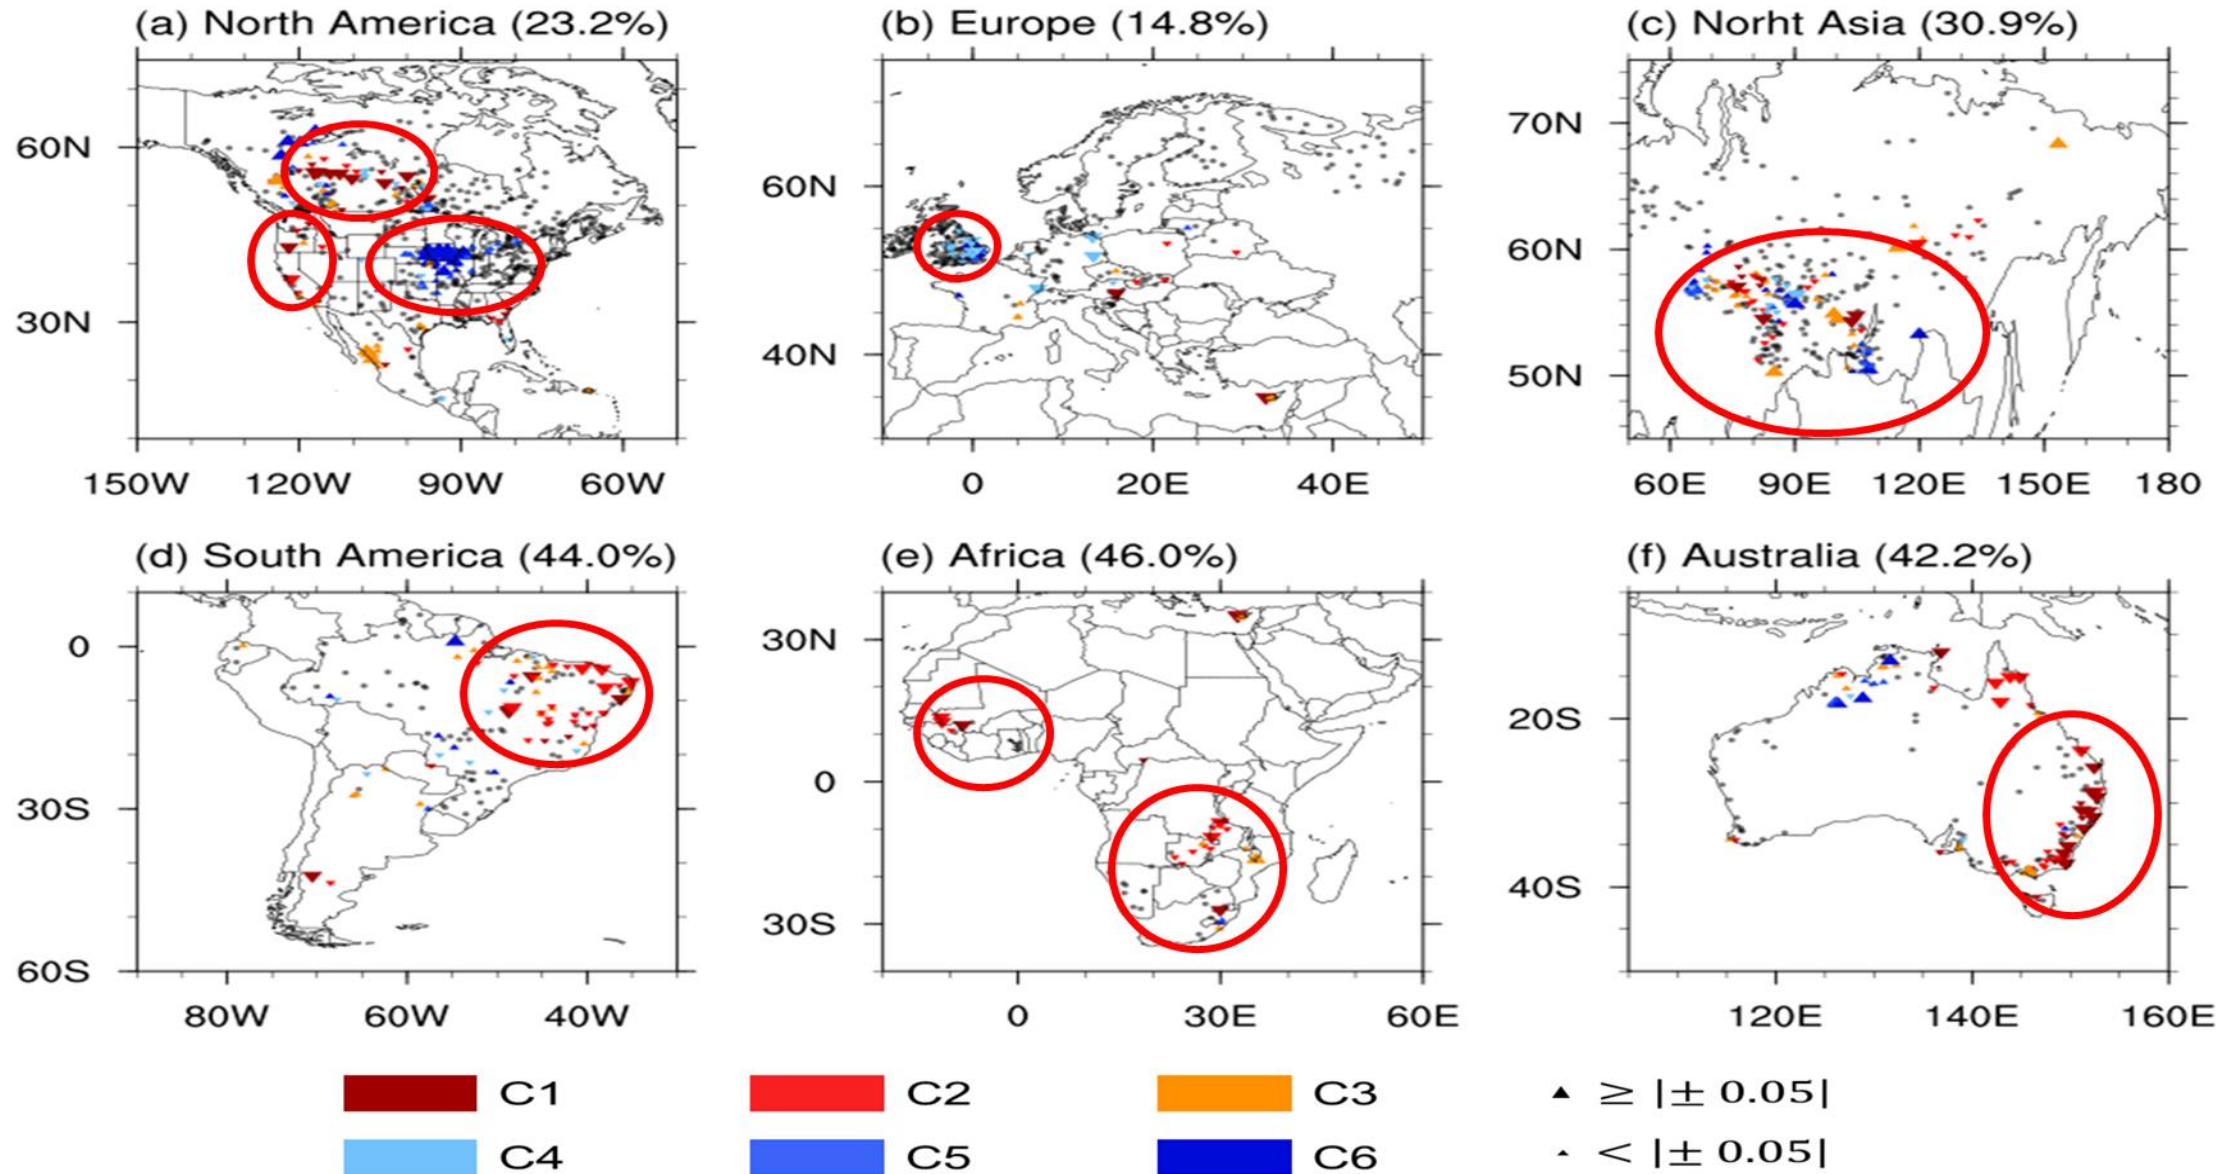 (a) North America (23.2%)
(b) Europe (14.8%)
(c) Norht Asia (30.9%)
60N
30N
150W 120W 90W 60W
60N
40N
0 20E 40E
70N
60N
50N
60E 90E 120E 150E 180
(d) South America (44.0%)
(e) Africa (46.0%)
(f) Australia (42.2%)
0
30S
60S
80W 60W 40W
30N
0
30S
0 30E 60E
20S
40S
120E 140E 160E
C1 C2 C3 ▲ ≥ |± 0.05|
C4 C5 C6 ▲ < |± 0.05|